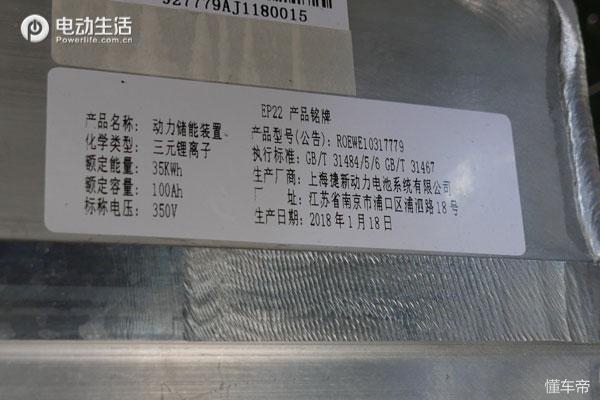 电动生活
Powerlife.com.cn
J27779AJ1180015
EP22 产品铭牌
产品名称: 动力储能装置
化学类型: 三元锂离子
额定能量: 35KWh
额定容量: 100Ah
标称电压: 350V
产品型号(公告): ROEWE10317779
执行标准: GB/T 31484/5/6 GB/T 31467
生产厂商: 上海捷新动力电池系统有限公司
厂 址: 江苏省南京市浦口区浦泗路18号
生产日期: 2018年1月18日
懂车帝